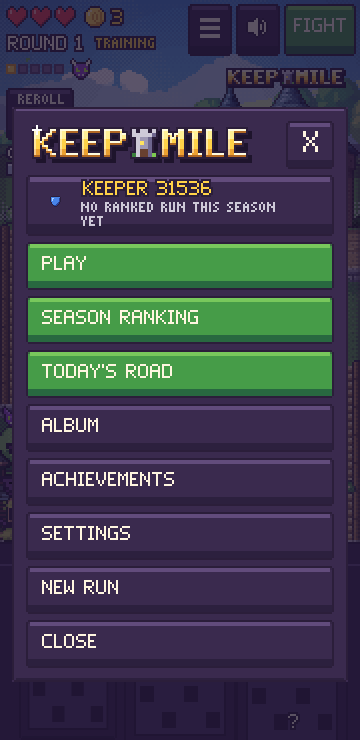 3
FIGHT
ROUND 1 TRAINING
KEEP MILE
REROLL
KEEP MILE
X
KEEPER 31536
NO RANKED RUN THIS SEASON
YET
PLAY
SEASON RANKING
TODAY'S ROAD
ALBUM
ACHIEVEMENTS
SETTINGS
NEW RUN
CLOSE
?